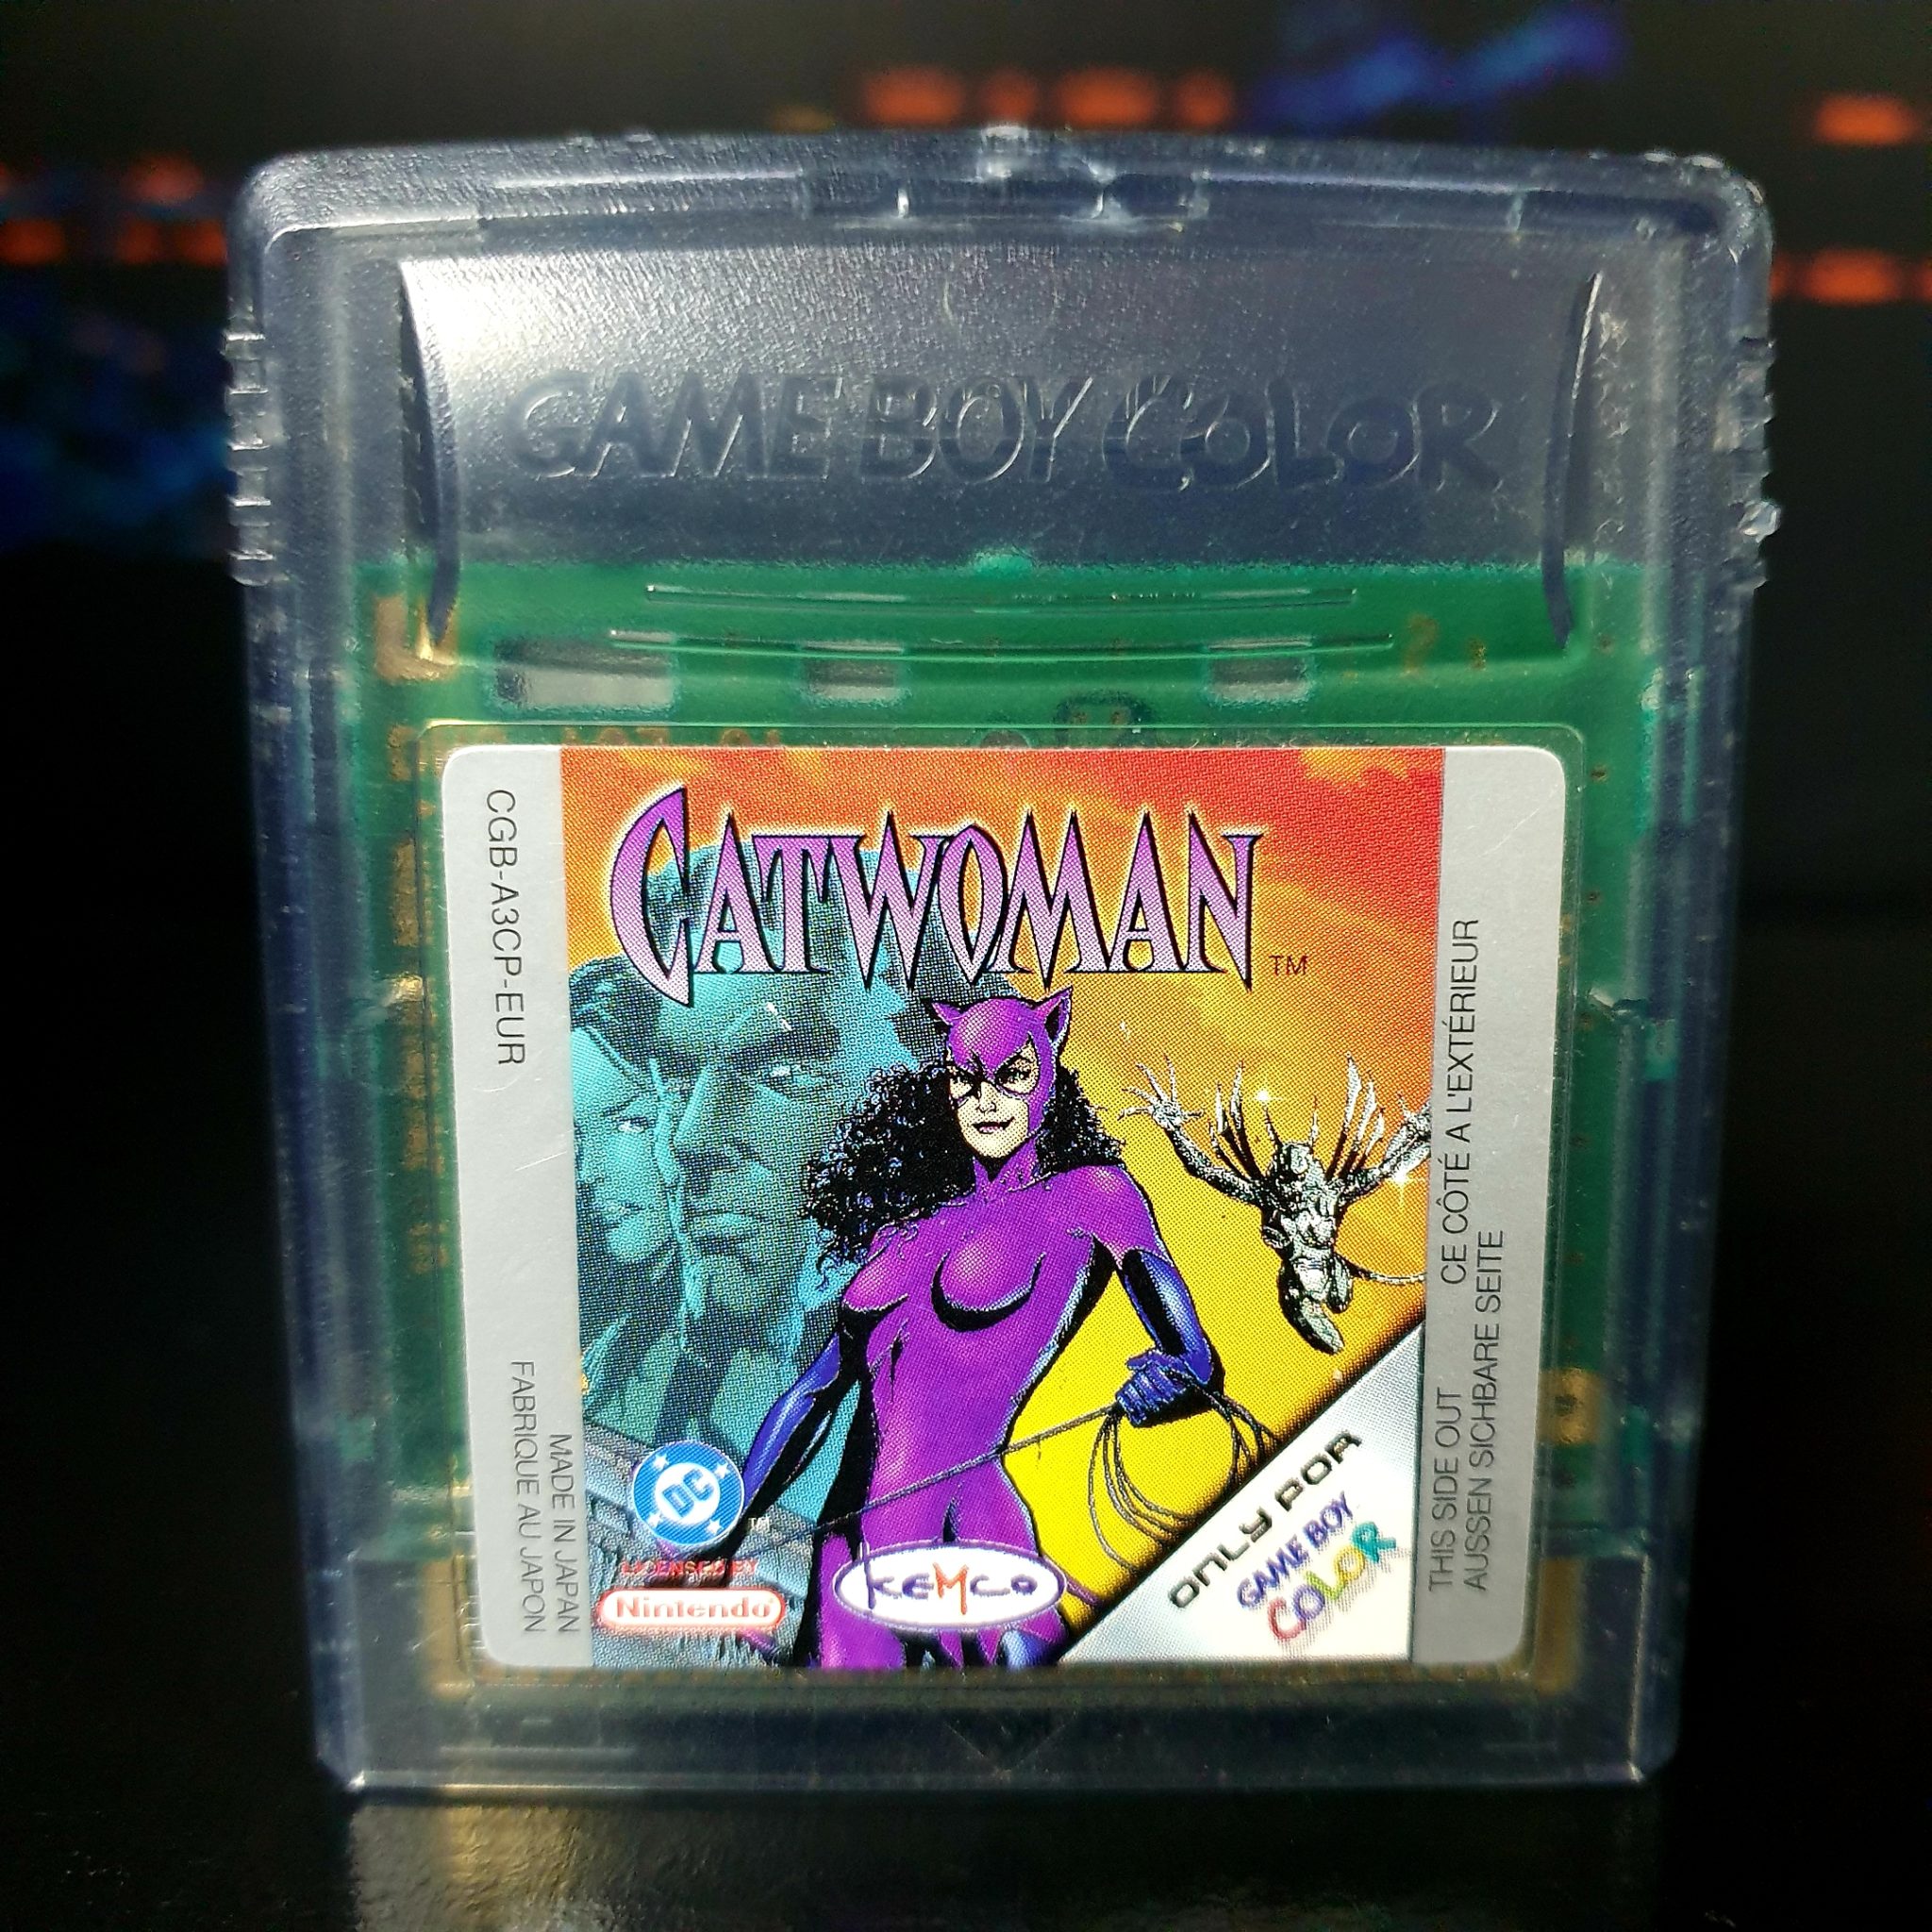 GAME BOY COLOR
CATWOMAN™
CGB-A3CP-EUR
MADE IN JAPAN
FABRIQUE AU JAPON
DC
TM
LICENSED BY
Nintendo
KEMCO
ONLY FOR
GAME BOY
COLOR
THIS SIDE OUT CE CÔTÉ A L'EXTÉRIEUR
AUSSEN SICHBARE SEITE